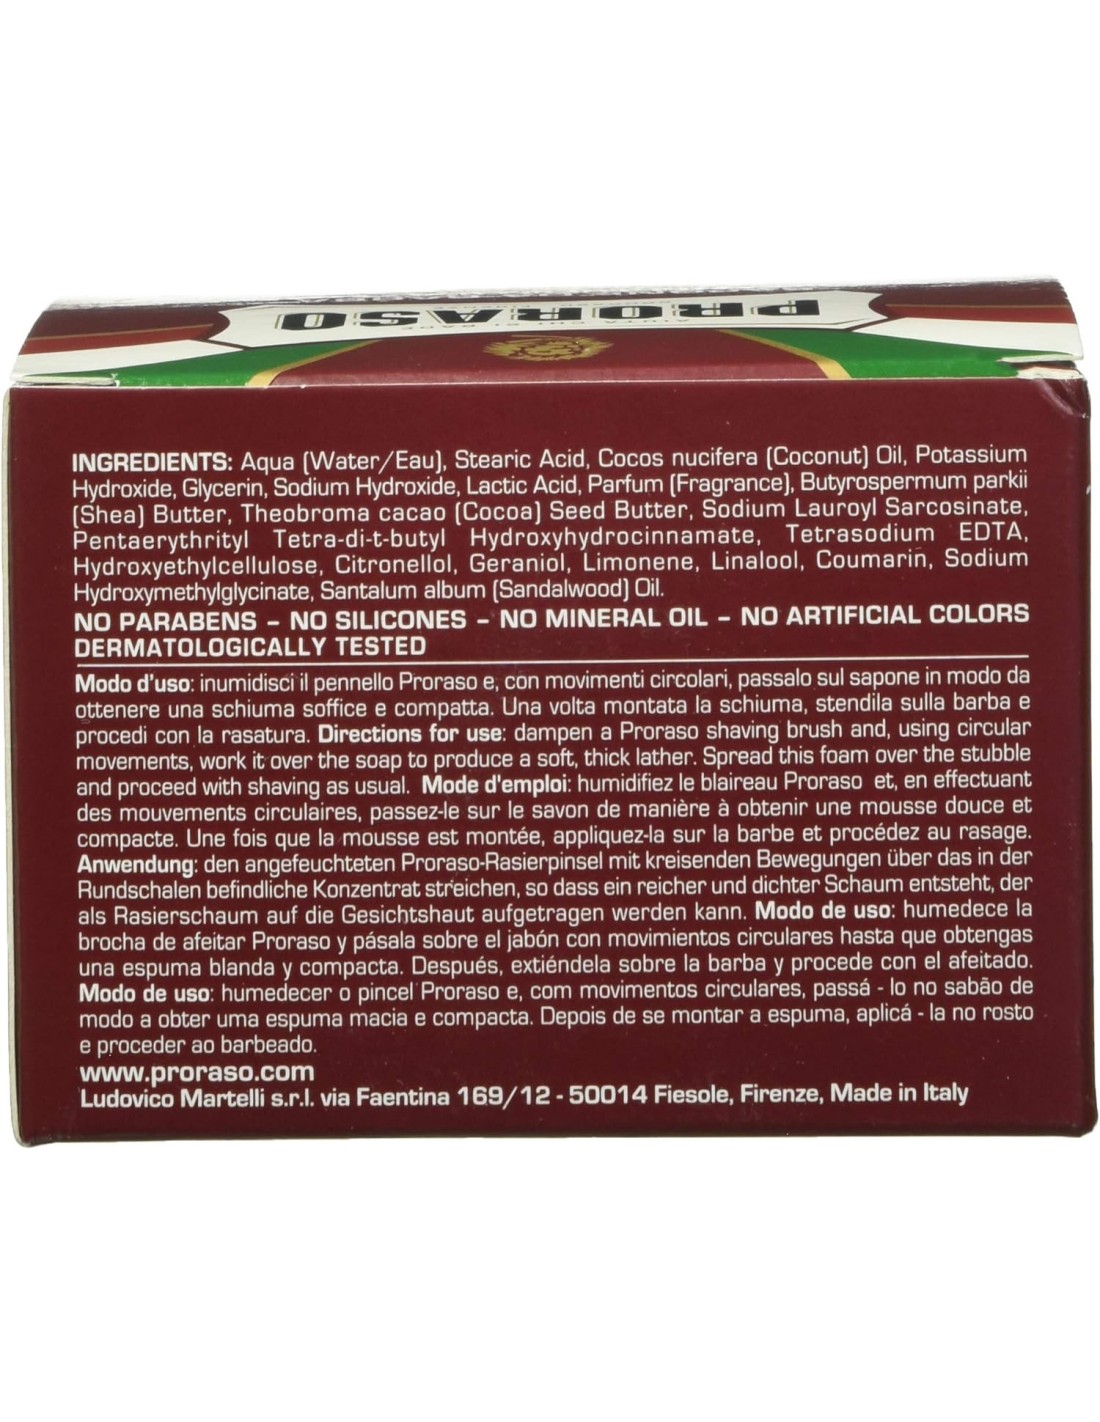 PRORASO
INGREDIENTS: Aqua (Water/Eau), Stearic Acid, Cocos nucifera (Coconut) Oil, Potassium
Hydroxide, Glycerin, Sodium Hydroxide, Lactic Acid, Parfum (Fragrance), Butyrospermum parkii
(Shea) Butter, Theobroma cacao (Cocoa) Seed Butter, Sodium Lauroyl Sarcosinate,
Pentaerythrityl Tetra-di-t-butyl Hydroxyhydrocinnamate, Tetrasodium EDTA,
Hydroxyethylcellulose, Citronellol, Geraniol, Limonene, Linalool, Coumarin, Sodium
Hydroxymethylglycinate, Santalum album (Sandalwood) Oil.
NO PARABENS – NO SILICONES – NO MINERAL OIL – NO ARTIFICIAL COLORS
DERMATOLOGICALLY TESTED
Modo d'uso: inumidisci il pennello Proraso e, con movimenti circolari, passalo sul sapone in modo da
ottenere una schiuma soffice e compatta. Una volta montata la schiuma, stendila sulla barba e
procedi con la rasatura. Directions for use: dampen a Proraso shaving brush and, using circular
movements, work it over the soap to produce a soft, thick lather. Spread this foam over the stubble
and proceed with shaving as usual. Mode d'emploi: humidifiez le blaireau Proraso et, en effectuant
des mouvements circulaires, passez-le sur le savon de manière à obtenir une mousse douce et
compacte. Une fois que la mousse est montée, appliquez-la sur la barbe et procédez au rasage.
Anwendung: den angefeuchteten Proraso-Rasierpinsel mit kreisenden Bewegungen über das in der
Rundschalen befindliche Konzentrat streichen, so dass ein reicher und dichter Schaum entsteht, der
als Rasierschaum auf die Gesichtshaut aufgetragen werden kann. Modo de uso: humedece la
brocha de afeitar Proraso y pásala sobre el jabón con movimientos circulares hasta que obtengas
una espuma blanda y compacta. Después, extiéndela sobre la barba y procede con el afeitado.
Modo de uso: humedecer o pincel Proraso e, com movimentos circulares, passá - lo no sabão de
modo a obter uma espuma macia e compacta. Depois de se montar a espuma, aplicá - la no rosto
e proceder ao barbeado.
www.proraso.com
Ludovico Martelli s.r.l. via Faentina 169/12 - 50014 Fiesole, Firenze, Made in Italy